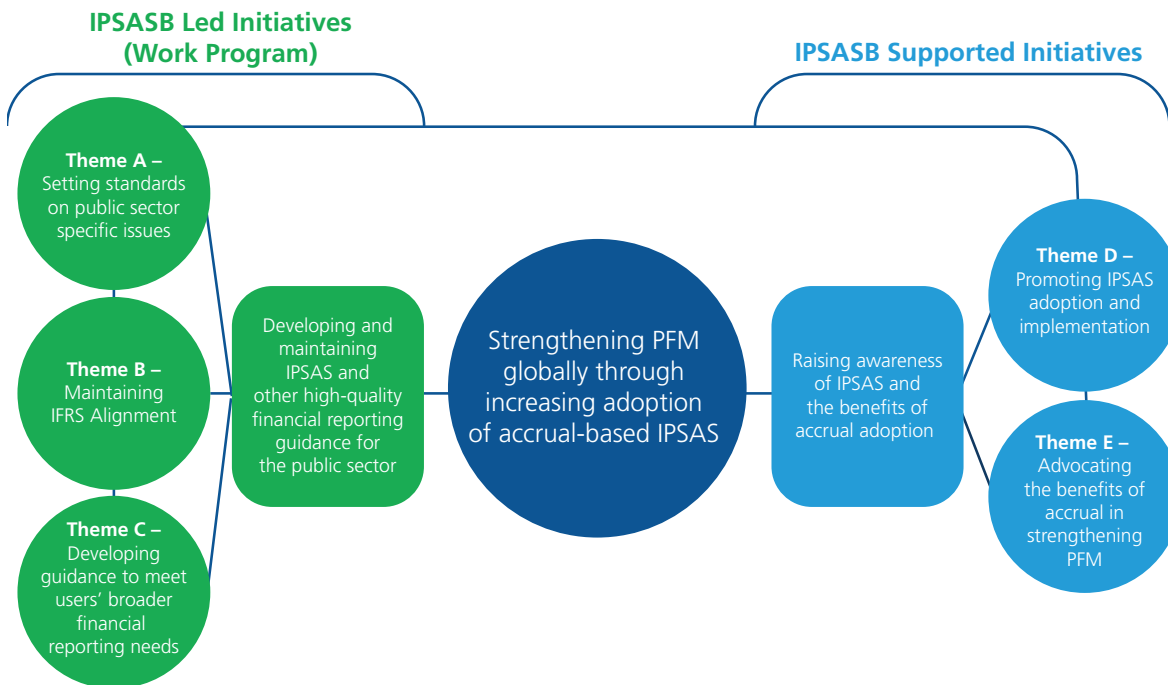 IPSASB Led Initiatives
(Work Program)
IPSASB Supported Initiatives
Theme A –
Setting standards
on public sector
specific issues
Theme B –
Maintaining
IFRS Alignment
Theme C –
Developing
guidance to meet
users’ broader
financial
reporting needs
Developing and
maintaining
IPSAS and
other high-quality
financial reporting
guidance for
the public sector
Strengthening PFM
globally through
increasing adoption
of accrual-based IPSAS
Raising awareness
of IPSAS and
the benefits of
accrual adoption
Theme D –
Promoting IPSAS
adoption and
implementation
Theme E –
Advocating
the benefits of
accrual in
strengthening
PFM